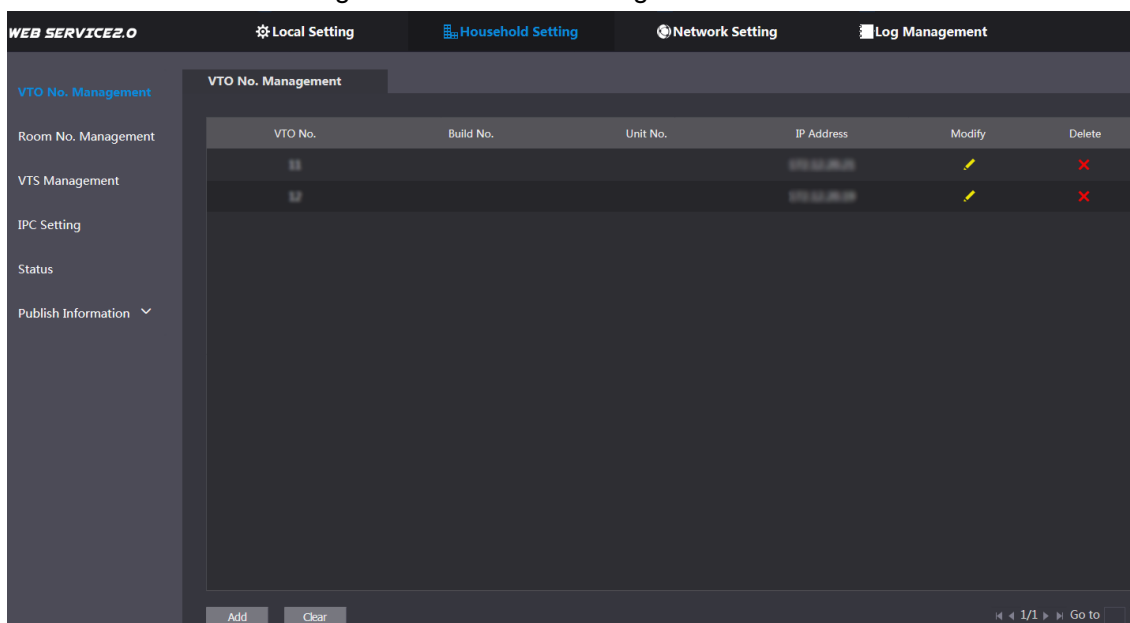 WEB SERVICE2.0 Local Setting Household Setting Network Setting Log Management
VTO No. Management
VTO No. Management
Room No. Management
VTS Management
IPC Setting
Status
Publish Information
VTO No. Build No. Unit No. IP Address Modify Delete
Add Clear 1/1 Go to